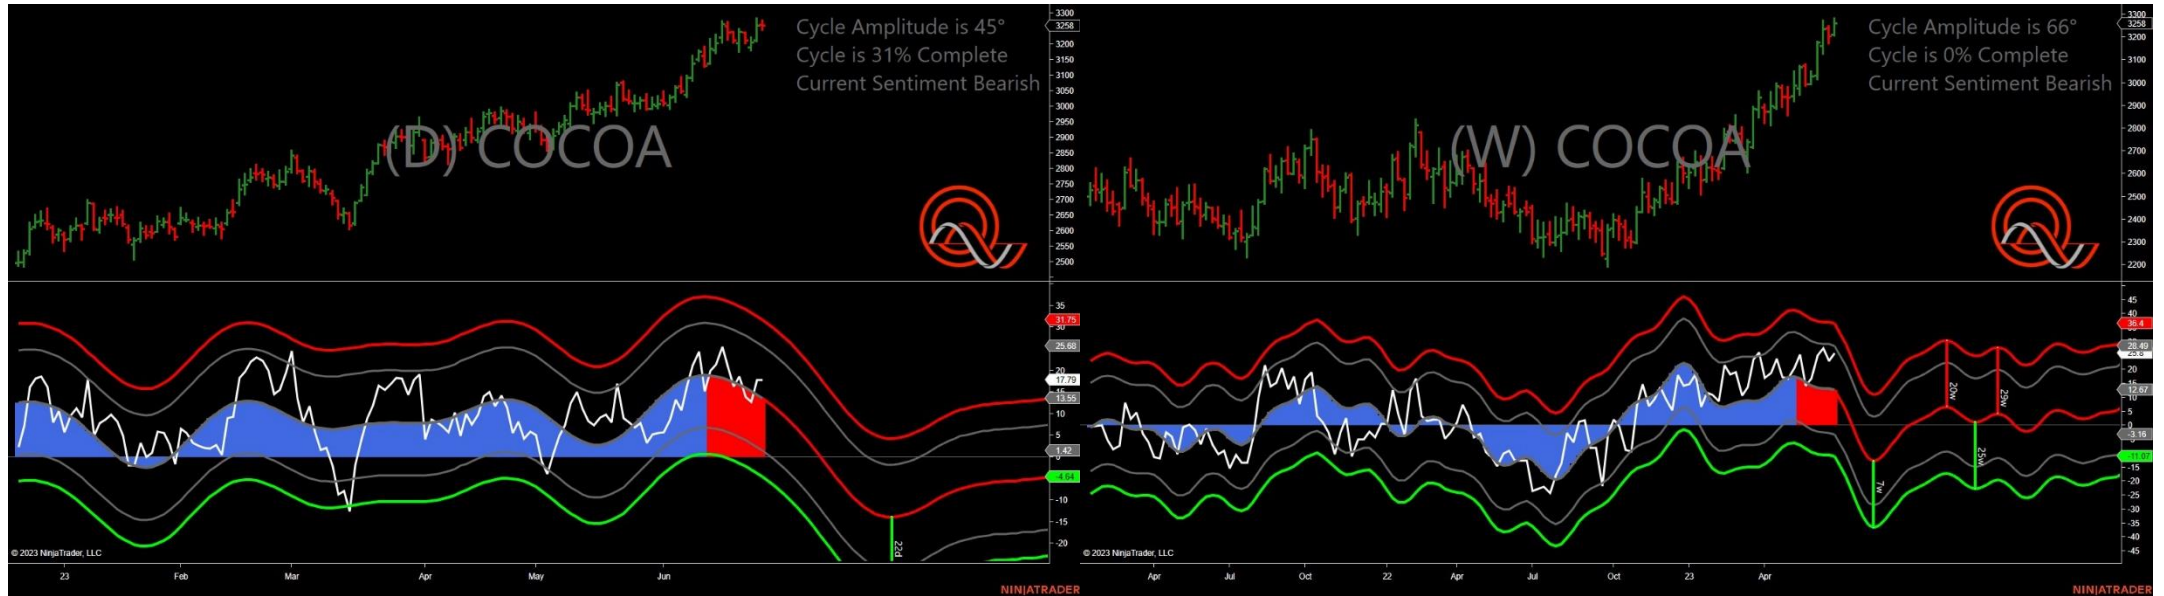 Cycle Amplitude is 45°
Cycle is 31% Complete
Current Sentiment Bearish
(D) COCOA
3300
3258
3200
3150
3100
3050
3000
2950
2900
2850
2800
2750
2700
2650
2600
2550
2500
35
31.75
30
25.68
20
17.79
15
13.55
10
5
1.42
0
-4.64
-10
-15
-20
22d
© 2023 NinjaTrader, LLC
23
Feb
Mar
Apr
May
Jun
NINJATRADER
Cycle Amplitude is 66°
Cycle is 0% Complete
Current Sentiment Bearish
(W) COCOA
3300
3258
3200
3100
3000
2900
2800
2700
2600
2500
2400
2300
2200
45
40
36.4
28.49
25.8
20
15
12.67
10
5
0
-3.16
-11.07
-15
-20
-25
-30
-35
-40
-45
7w
20w
25w
29w
© 2023 NinjaTrader, LLC
Apr
Jul
Oct
22
Apr
Jul
Oct
23
Apr
NINJATRADER